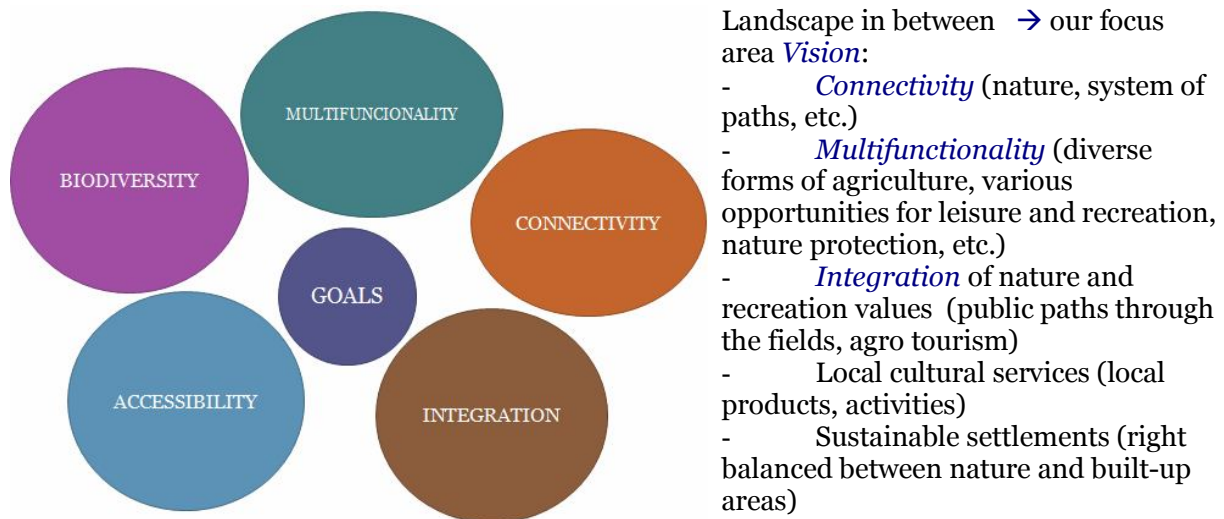 MULTIFUNCIONALITY
BIODIVERSITY
CONNECTIVITY
GOALS
ACCESSIBILITY
INTEGRATION
Landscape in between → our focus
area Vision:
- Connectivity (nature, system of
paths, etc.)
- Multifunctionality (diverse
forms of agriculture, various
opportunities for leisure and recreation,
nature protection, etc.)
- Integration of nature and
recreation values (public paths through
the fields, agro tourism)
- Local cultural services (local
products, activities)
- Sustainable settlements (right
balanced between nature and built-up
areas)